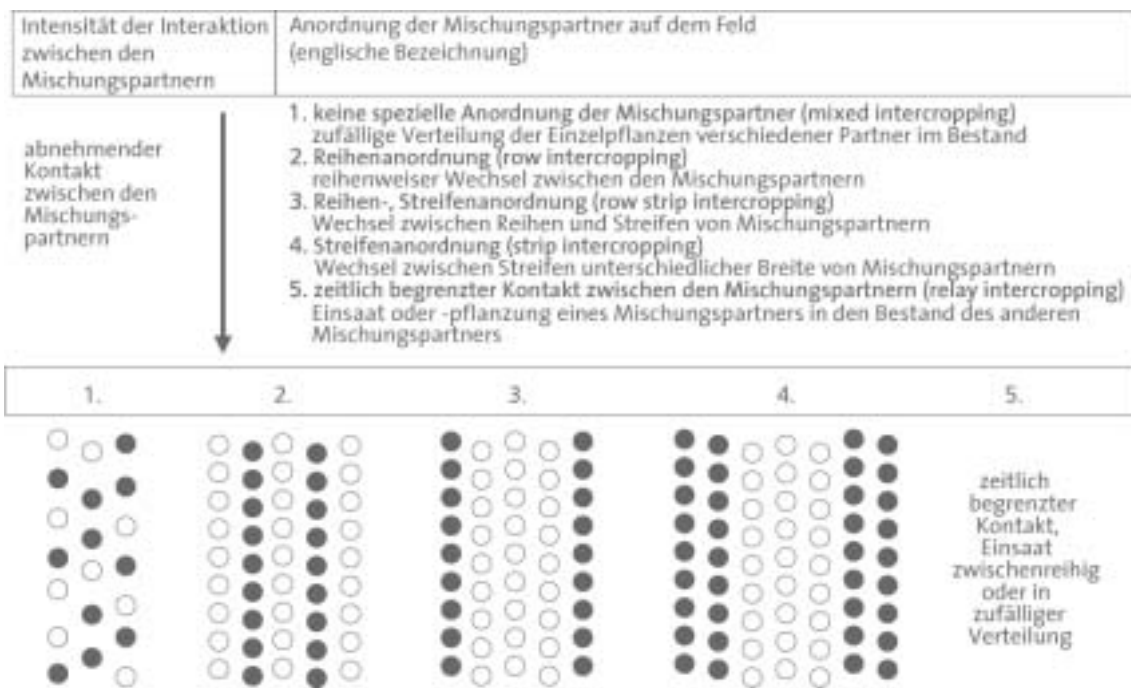 Intensität der Interaktion
zwischen den
Mischungspartnern
Anordnung der Mischungspartner auf dem Feld
(englische Bezeichnung)
abnehmender
Kontakt
zwischen den
Mischungs-
partnern
1. keine spezielle Anordnung der Mischungspartner (mixed intercropping)
zufällige Verteilung der Einzelpflanzen verschiedener Partner im Bestand
2. Reihenanordnung (row intercropping)
reihenweiser Wechsel zwischen den Mischungspartnern
3. Reihen-, Streifenanordnung (row strip intercropping)
Wechsel zwischen Reihen und Streifen von Mischungspartnern
4. Streifenanordnung (strip intercropping)
Wechsel zwischen Streifen unterschiedlicher Breite von Mischungspartnern
5. zeitlich begrenzter Kontakt zwischen den Mischungspartnern (relay intercropping)
Einsaat oder -pflanzung eines Mischungspartners in den Bestand des anderen
Mischungspartners
1. 2. 3. 4. 5.
zeitlich
begrenzter
Kontakt,
Einsaat
zwischenreihig
oder in
zufälliger
Verteilung